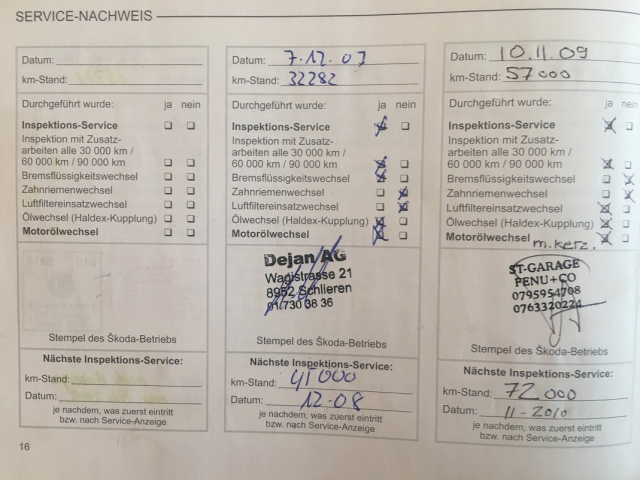 SERVICE-NACHWEIS
Datum:
km-Stand:
Durchgeführt wurde: ja nein
Inspektions-Service
Inspektion mit Zusatz-
arbeiten alle 30 000 km /
60 000 km / 90 000 km
Bremsflüssigkeitswechsel
Zahnriemenwechsel
Luftfiltereinsatzwechsel
Ölwechsel (Haldex-Kupplung)
Motorölwechsel
Stempel des Škoda-Betriebs
Nächste Inspektions-Service:
km-Stand:
Datum:
je nachdem, was zuerst eintritt
bzw. nach Service-Anzeige
16
Datum: 7.12.07
km-Stand: 32282
Durchgeführt wurde: ja nein
Inspektions-Service
Inspektion mit Zusatz-
arbeiten alle 30 000 km /
60 000 km / 90 000 km
Bremsflüssigkeitswechsel
Zahnriemenwechsel
Luftfiltereinsatzwechsel
Ölwechsel (Haldex-Kupplung)
Motorölwechsel
Dejan AG
Wagistrasse 21
8952 Schlieren
01/730 68 36
Stempel des Škoda-Betriebs
Nächste Inspektions-Service:
km-Stand: 47000
Datum: 12-08
je nachdem, was zuerst eintritt
bzw. nach Service-Anzeige
Datum: 10.11.09
km-Stand: 57000
Durchgeführt wurde: ja nein
Inspektions-Service
Inspektion mit Zusatz-
arbeiten alle 30 000 km /
60 000 km / 90 000 km
Bremsflüssigkeitswechsel
Zahnriemenwechsel
Luftfiltereinsatzwechsel
Ölwechsel (Haldex-Kupplung)
Motorölwechsel
m.kerz.
ST-GARAGE
PENU+CO
0795954708
0763320224
Stempel des Škoda-Betriebs
Nächste Inspektions-Service:
km-Stand: 72000
Datum: 11-2010
je nachdem, was zuerst eintritt
bzw. nach Service-Anzeige